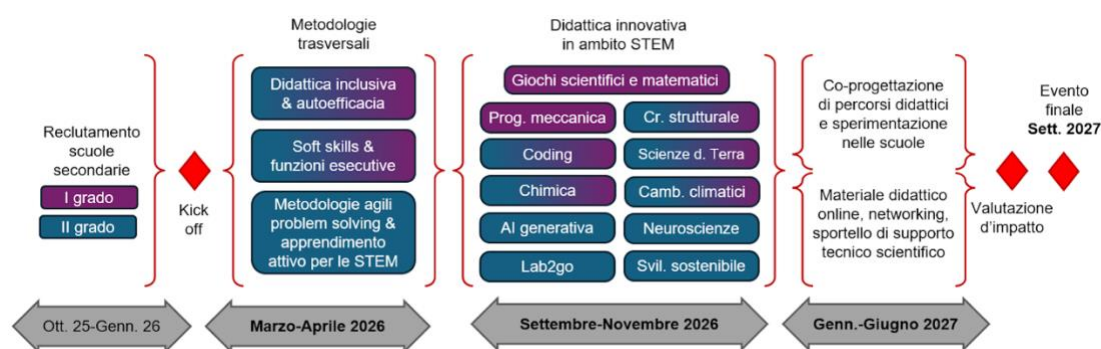 Reclutamento
scuole
secondarie
I grado
II grado
Kick
off
Metodologie
trasversali
Didattica inclusiva
& autoefficacia
Soft skills &
funzioni esecutive
Metodologie agili
problem solving &
apprendimento
attivo per le STEM
Didattica innovativa
in ambito STEM
Giochi scientifici e matematici
Prog. meccanica
Cr. strutturale
Coding
Scienze d. Terra
Chimica
Camb. climatici
AI generativa
Neuroscienze
Lab2go
Svil. sostenibile
Co-progettazione
di percorsi didattici
e sperimentazione
nelle scuole
Materiale didattico
online, networking,
sportello di supporto
tecnico scientifico
Valutazione
d'impatto
Evento
finale
Sett. 2027
Ott. 25-Genn. 26
Marzo-Aprile 2026
Settembre-Novembre 2026
Genn.-Giugno 2027